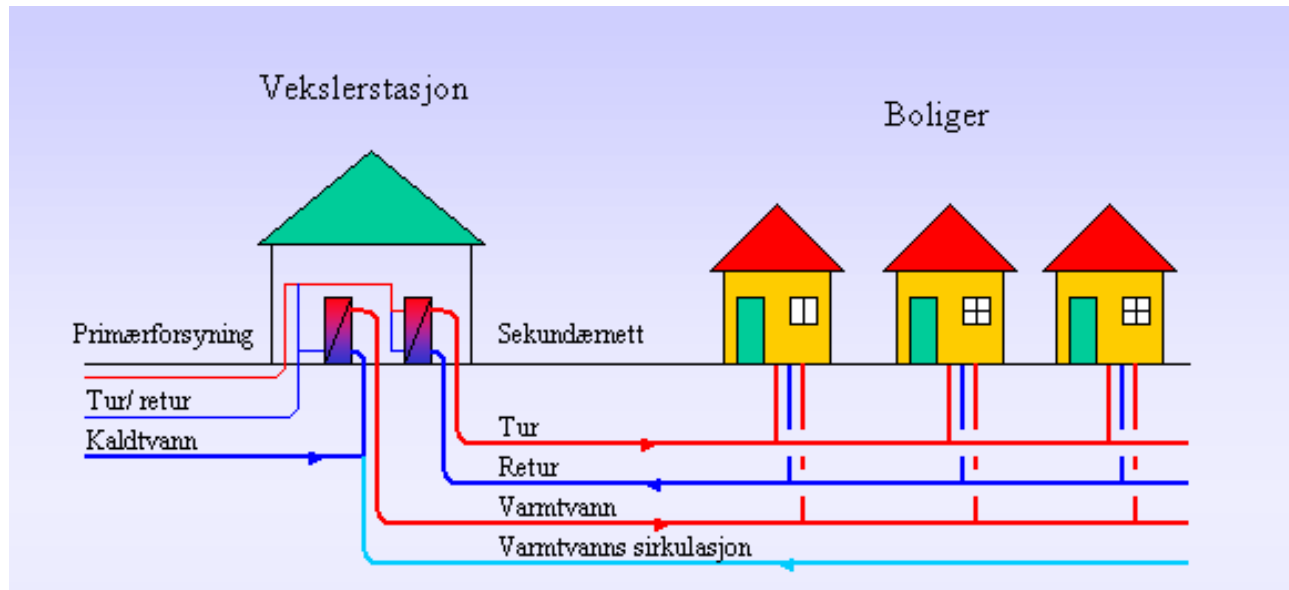 Vekslerstasjon
Boliger
Primærforsyning
Sekundærnett
Tur/ retur
Kaldtvann
Tur
Retur
Varmtvann
Varmtvanns sirkulasjon